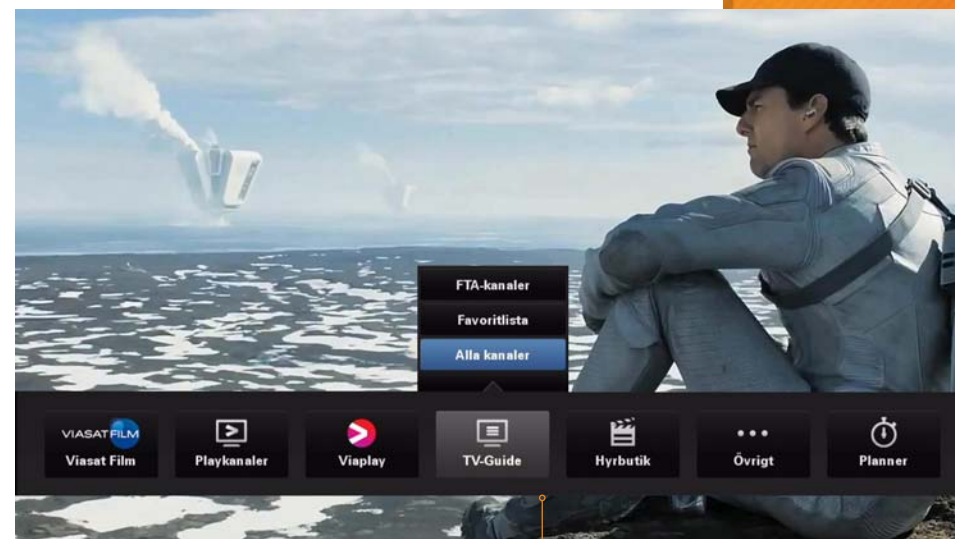 FTA-kanaler
Favoritlista
Alla kanaler
VIASAT FILM
Viasat Film
Playkanaler
Viaplay
TV-Guide
Hyrbutik
Övrigt
Planner